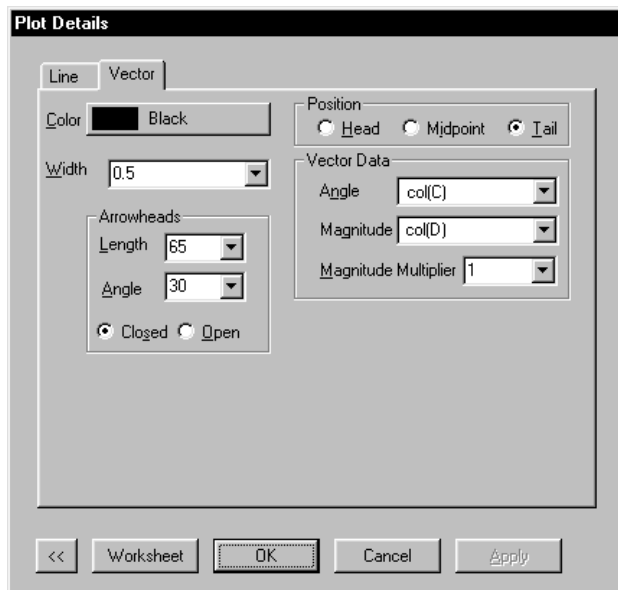 Plot Details
Line Vector
Color Black
Width 0.5
Arrowheads
Length 65
Angle 30
Closed Open
Position
Head Midpoint Tail
Vector Data
Angle col(C)
Magnitude col(D)
Magnitude Multiplier 1
<< Worksheet OK Cancel Apply